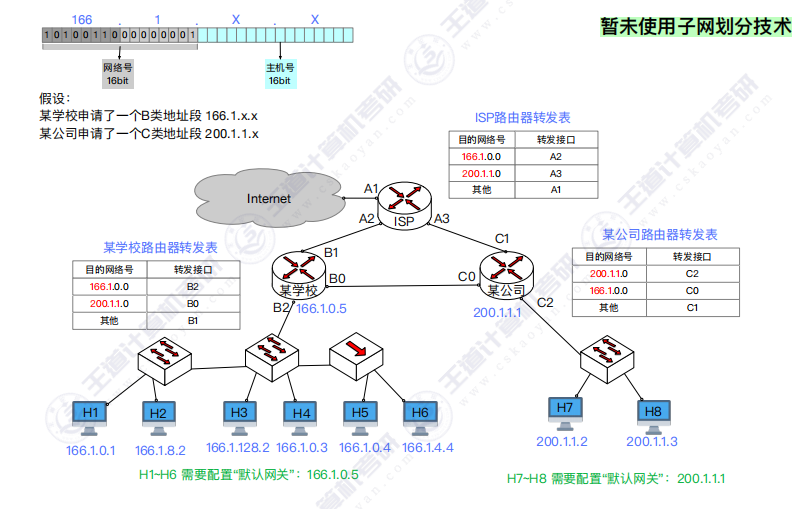 166 . 1 . X . X
暂未使用子网划分技术
1 0 1 0 0 1 1 0 0 0 0 0 0 0 0 1
网络号
16bit
主机号
16bit
假设：
某学校申请了一个B类地址段 166.1.x.x
某公司申请了一个C类地址段 200.1.1.x
ISP路由器转发表
目的网络号 转发接口
166.1.0.0 A2
200.1.1.0 A3
其他 A1
Internet
A1
ISP
A2
A3
某学校路由器转发表
目的网络号 转发接口
166.1.0.0 B2
200.1.1.0 B0
其他 B1
某公司路由器转发表
目的网络号 转发接口
200.1.1.0 C2
166.1.0.0 C0
其他 C1
B1
B0
某学校
B2
166.1.0.5
C1
C0
某公司
C2
200.1.1.1
H1
H2
H3
H4
H5
H6
H7
H8
166.1.0.1
166.1.8.2
166.1.128.2
166.1.0.3
166.1.0.4
166.1.4.4
200.1.1.2
200.1.1.3
H1~H6 需要配置“默认网关”：166.1.0.5
H7~H8 需要配置“默认网关”：200.1.1.1
王道计算机考研
www.cskaoyan.com